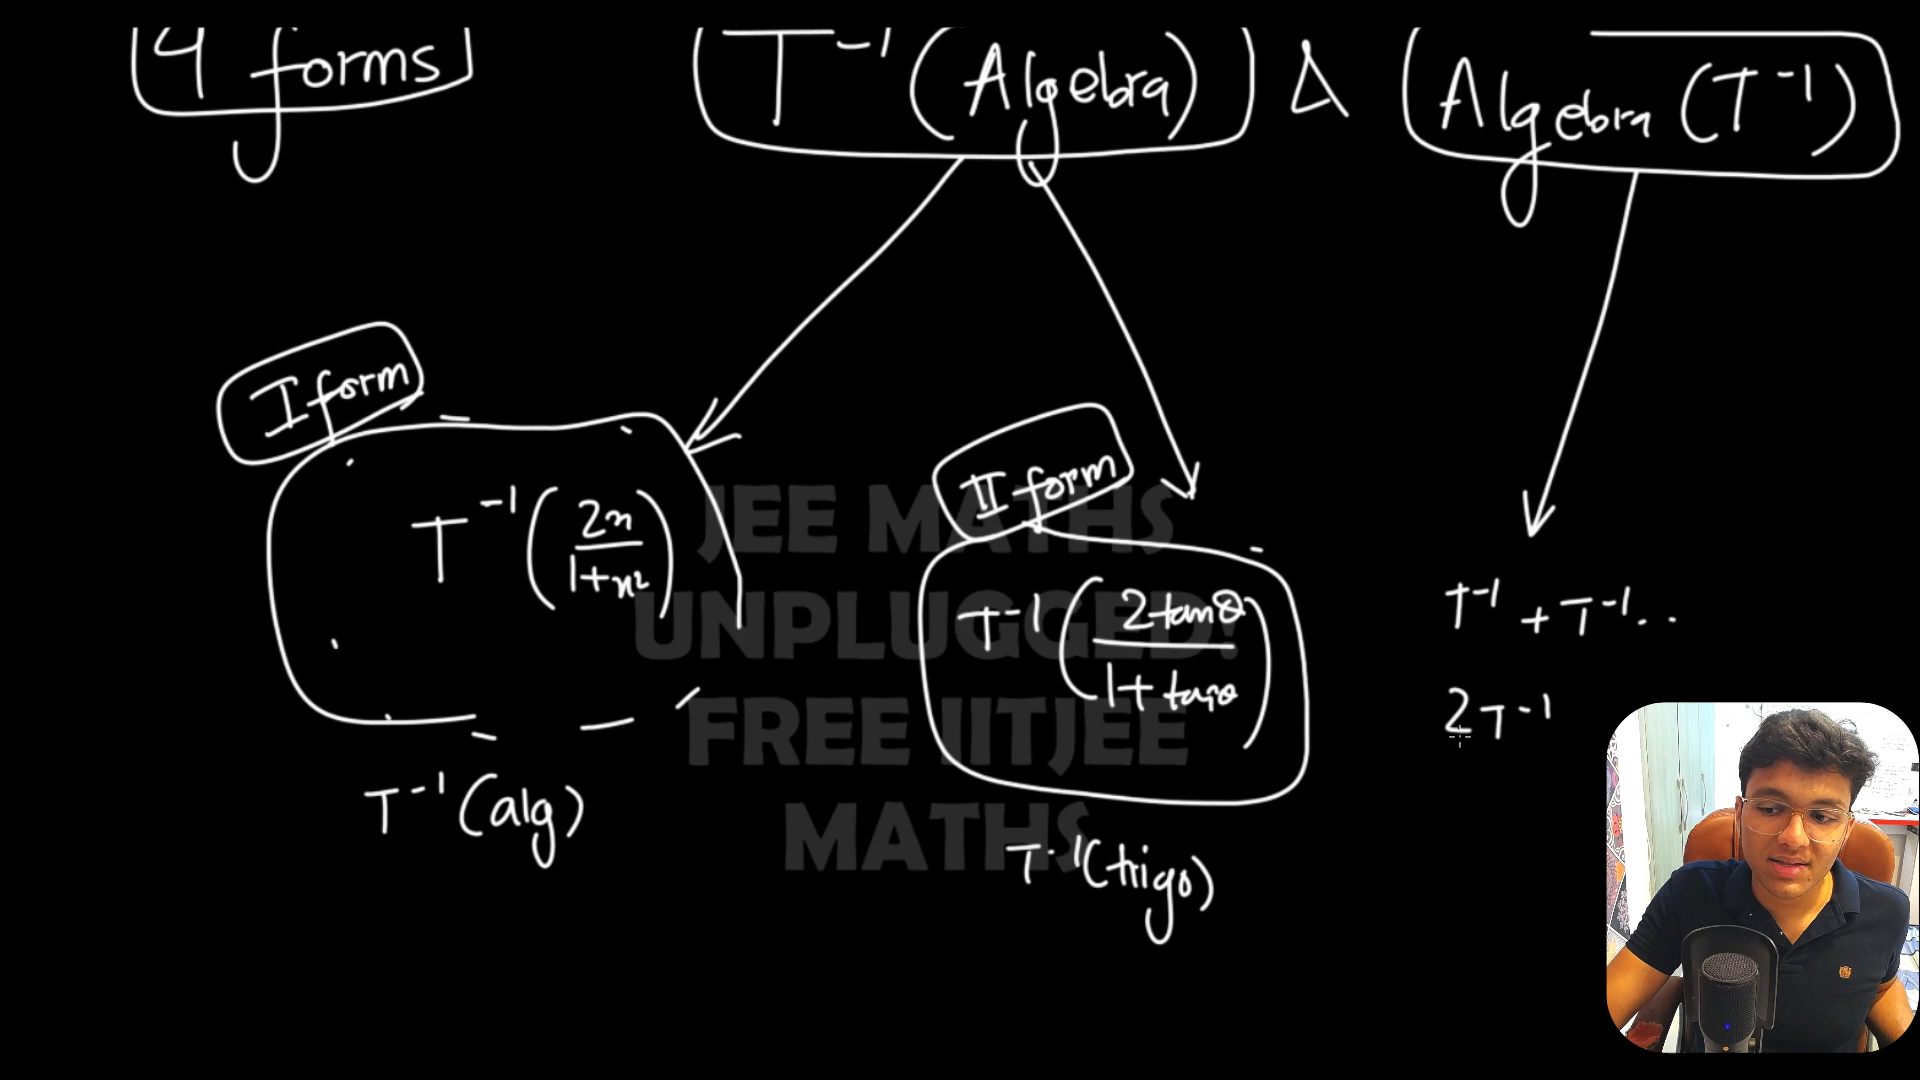 4 forms
T⁻¹(Algebra) & Algebra(T⁻¹)
I form
T⁻¹(2x/1+x²)
T⁻¹(alg)
II form
T⁻¹(2tanθ/1+tan²θ)
T⁻¹(trigo)
T⁻¹ + T⁻¹..
2T⁻¹
JEE MATHS
UNPLUGGED!
FREE IITJEE
MATHS